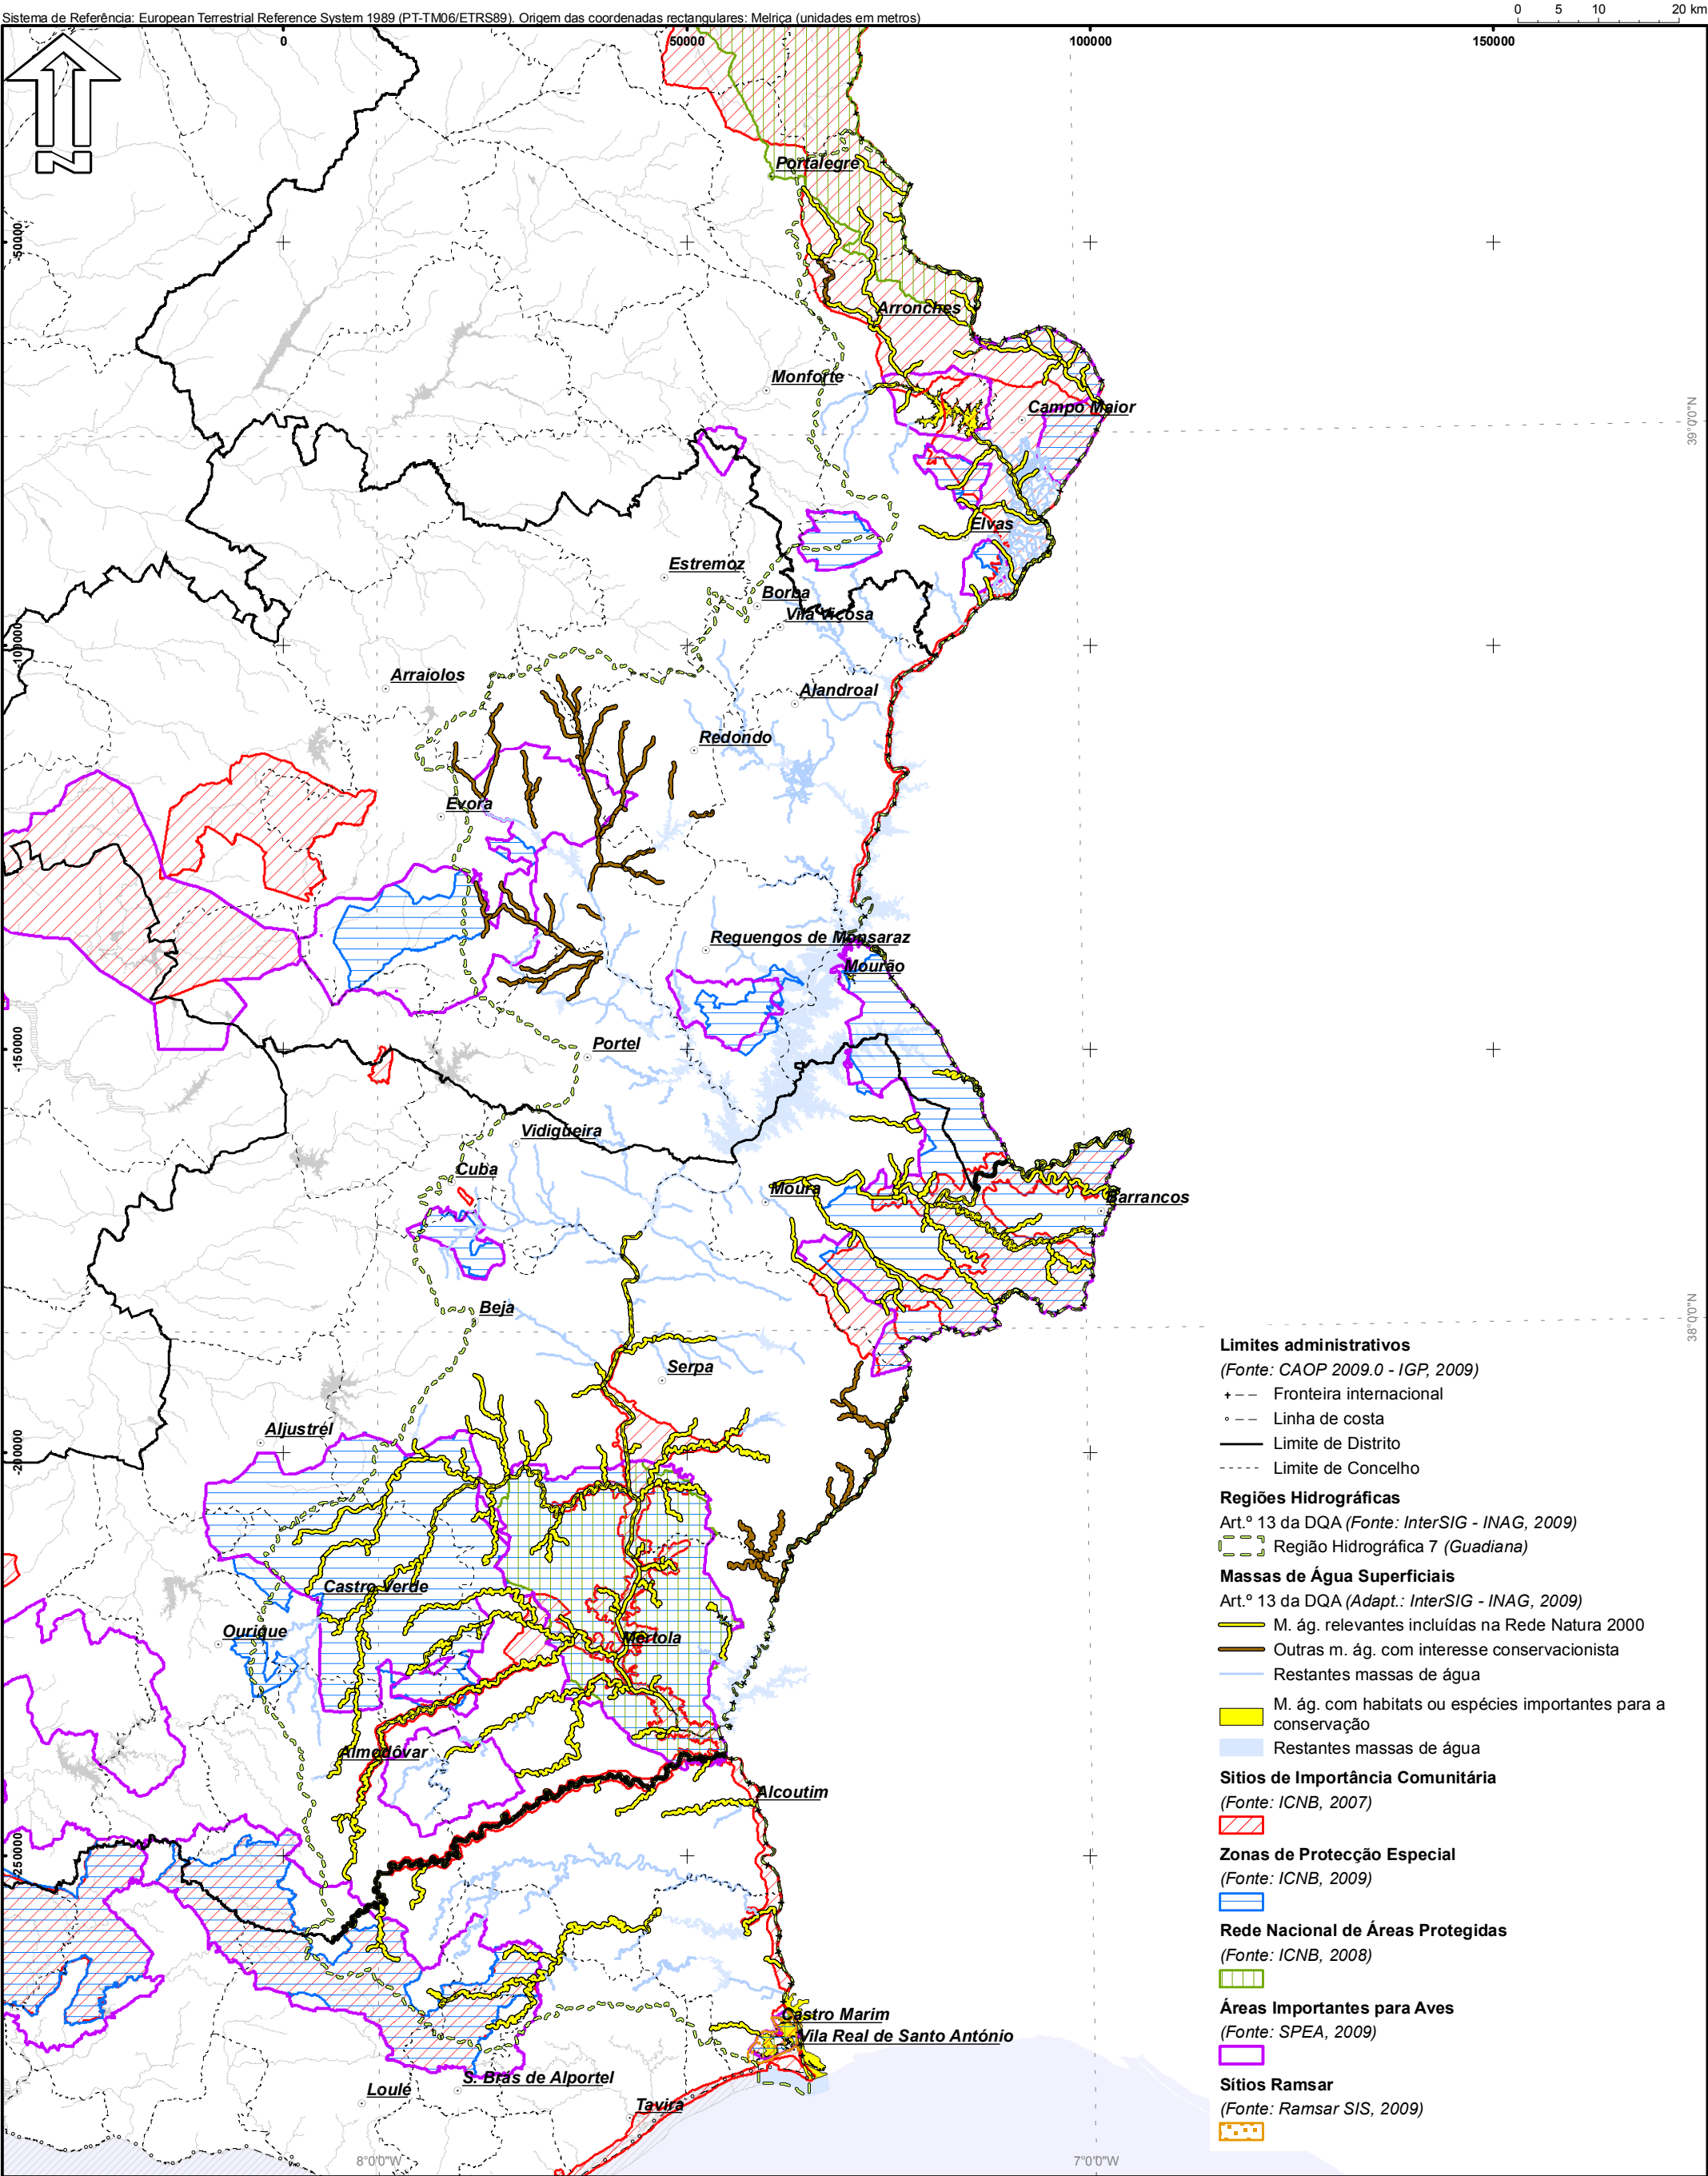 Sistema de Referência: European Terrestrial Reference System 1989 (PT-TM06/ETRS89). Origem das coordenadas rectangulares: Melriça (unidades em metros)
0 5 10 20 km
0 50000 100000 150000
N
Portalegre
-50000
Arronches
Monforte
Campo Maior
39°0'0"N
Elvas
Estremoz
Borba
Vila Viçosa
-100000
Arraiolos
Alandroal
Redondo
Évora
Reguengos de Monsaraz
Mourão
Portel
-150000
Vidigueira
Cuba
Moura
Barrancos
Beja
38°0'0"N
Serpa
Aljustrel
-200000
Castro Verde
Ourique
Mértola
Almodôvar
Alcoutim
-250000
Castro Marim
Vila Real de Santo António
S. Brás de Alportel
Loulé
Tavira
8°0'0"W
7°0'0"W
Limites administrativos
(Fonte: CAOP 2009.0 - IGP, 2009)
Fronteira internacional
Linha de costa
Limite de Distrito
Limite de Concelho
Regiões Hidrográficas
Art.º 13 da DQA (Fonte: InterSIG - INAG, 2009)
Região Hidrográfica 7 (Guadiana)
Massas de Água Superficiais
Art.º 13 da DQA (Adapt.: InterSIG - INAG, 2009)
M. ág. relevantes incluídas na Rede Natura 2000
Outras m. ág. com interesse conservacionista
Restantes massas de água
M. ág. com habitats ou espécies importantes para a
conservação
Restantes massas de água
Sitios de Importância Comunitária
(Fonte: ICNB, 2007)
Zonas de Protecção Especial
(Fonte: ICNB, 2009)
Rede Nacional de Áreas Protegidas
(Fonte: ICNB, 2008)
Áreas Importantes para Aves
(Fonte: SPEA, 2009)
Sítios Ramsar
(Fonte: Ramsar SIS, 2009)